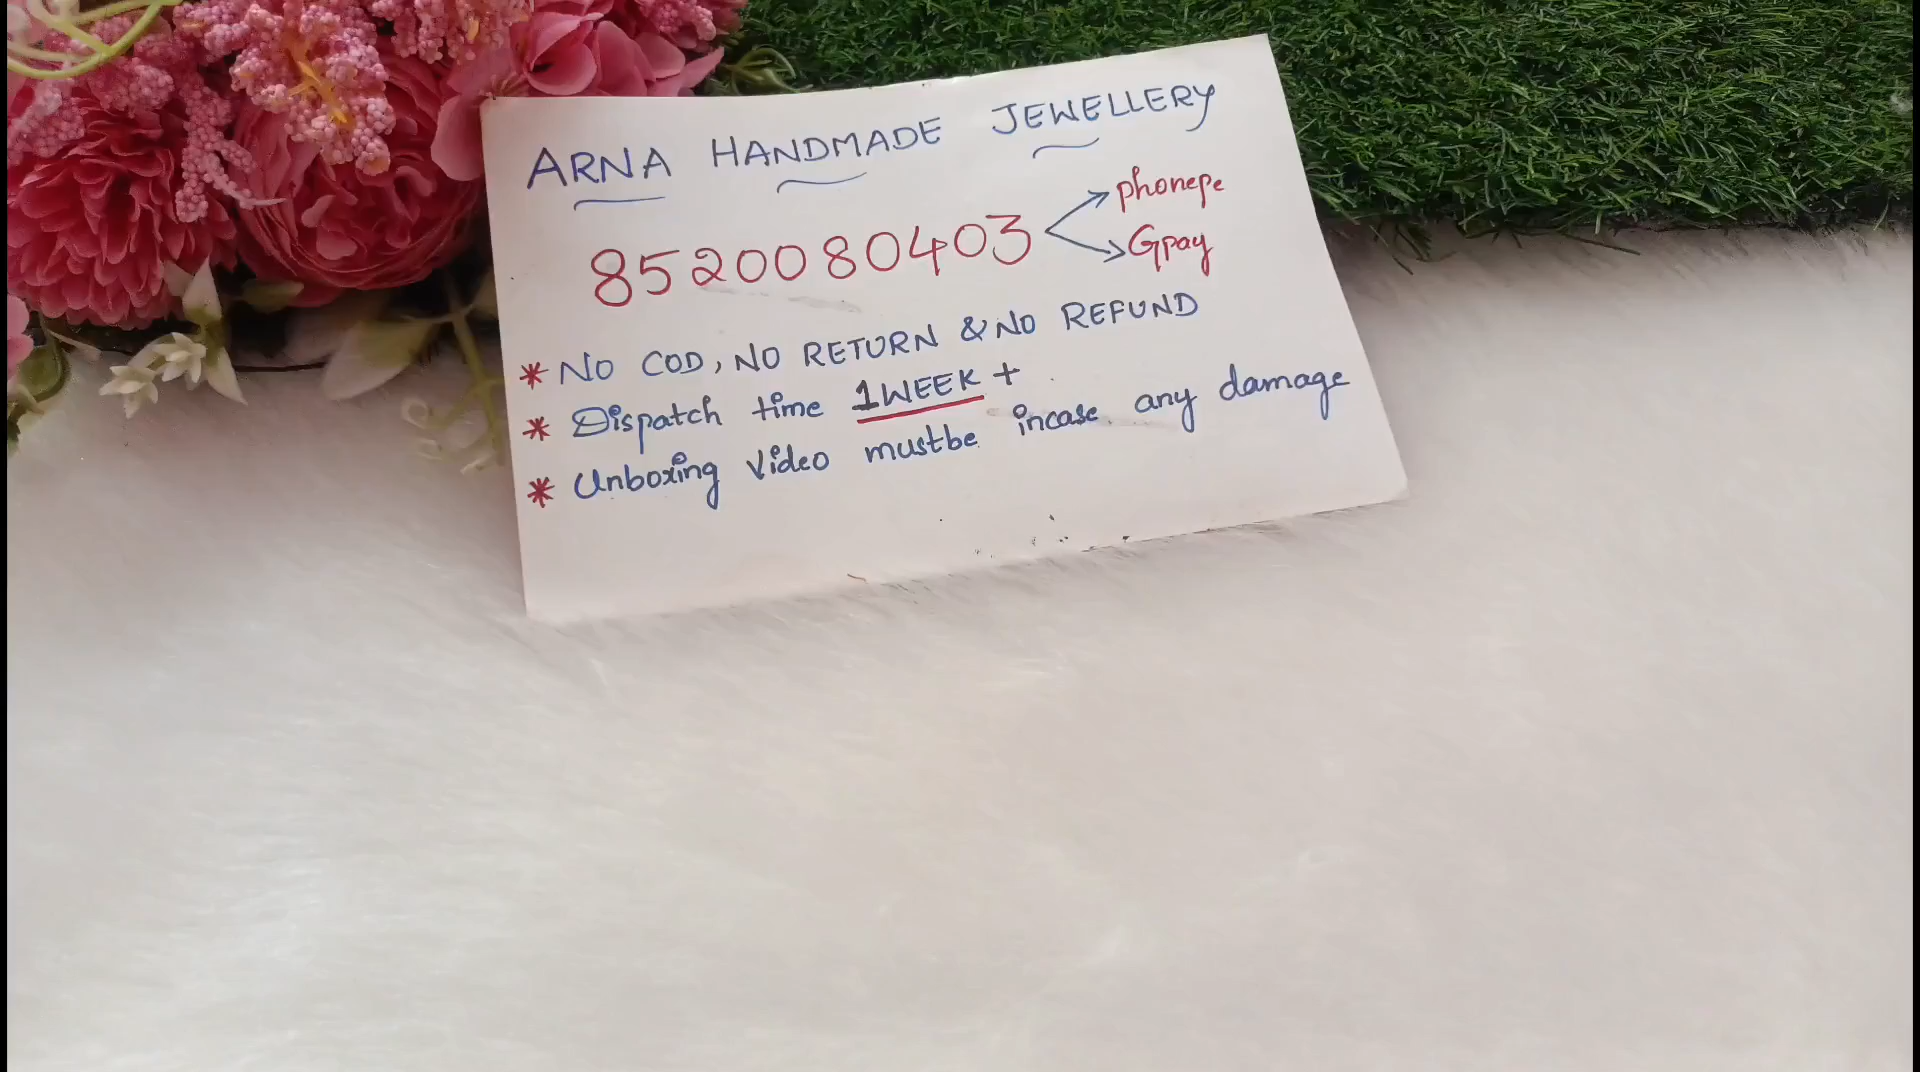 ARNA HANDMADE JEWELLERY
8520080403 → phonepe
→ Gpay
* NO COD, NO RETURN & NO REFUND
* Dispatch time 1WEEK +
* Unboxing Video mustbe incase any damage